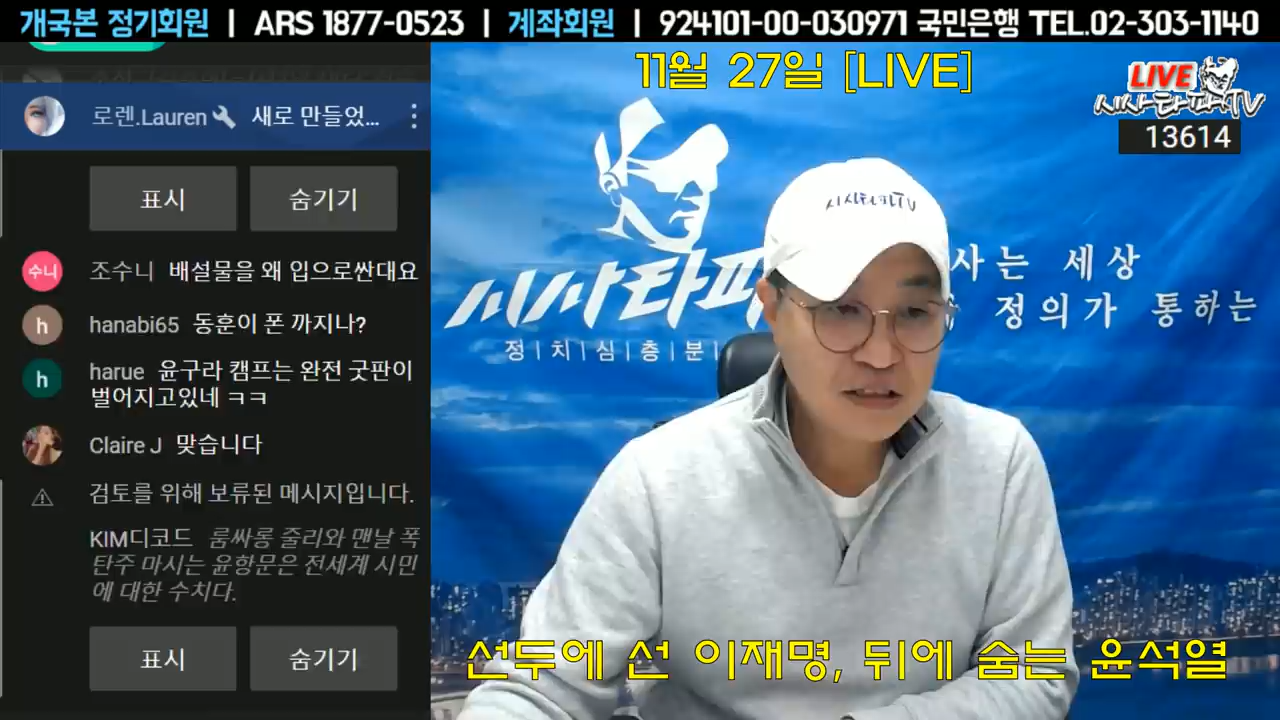 개국본 정기회원 | ARS 1877-0523 | 계좌회원 | 924101-00-030971 국민은행 TEL.02-303-1140
11월 27일 [LIVE]
LIVE
시사타파TV
13614
로렌.Lauren 새로 만들었...
표시 숨기기
수니 조수니 배설물을 왜 입으로싼대요
h hanabi65 동훈이 폰 까지나?
h harue 윤구라 캠프는 완전 굿판이
벌어지고있네 ㅋㅋ
Claire J 맞습니다
검토를 위해 보류된 메시지입니다.
KIM디코드 룸싸롱 줄리와 맨날 폭
탄주 마시는 윤항문은 전세계 시민
에 대한 수치다.
표시 숨기기
시사타파TV
시사타파
정|치|심|층|분|
사는 세상
정의가 통하는
선두에 선 이재명, 뒤에 숨는 윤석열